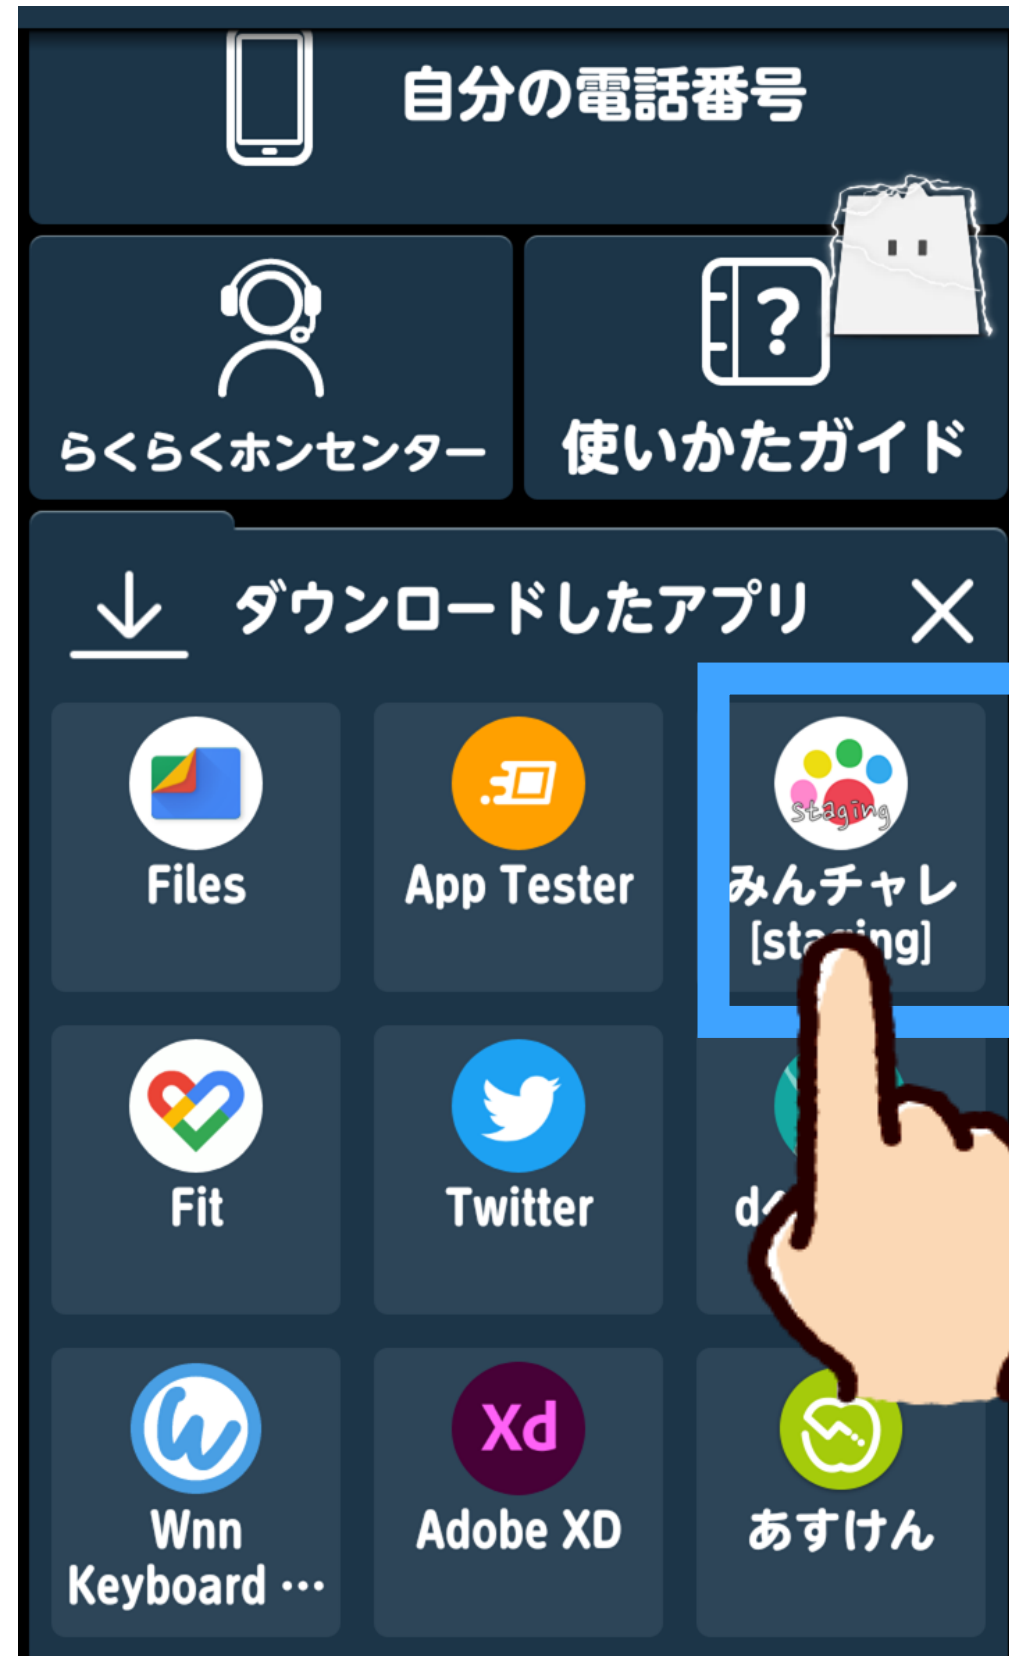 自分の電話番号
らくらくホンセンター
使いかたガイド
ダウンロードしたアプリ
Files
App Tester
staging
みんチャレ
[staging]
Fit
Twitter
Xd
Wnn
Keyboard …
Adobe XD
あすけん